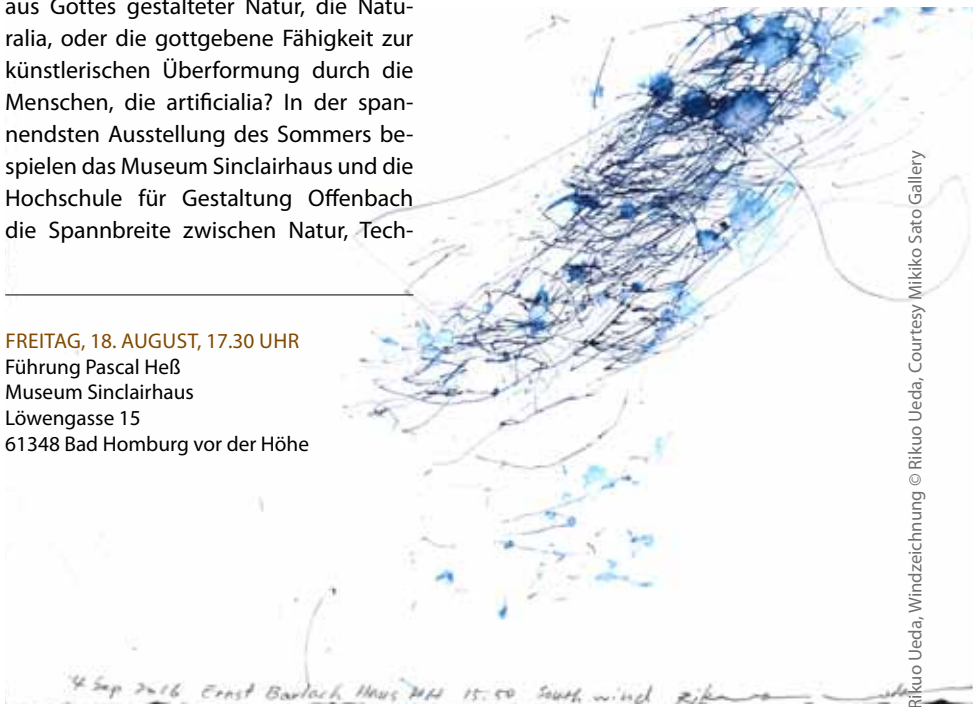 aus Gottes gestalteter Natur, die Natu-
ralia, oder die gottgebene Fähigkeit zur
künstlerischen Überformung durch die
Menschen, die artificialia? In der span-
nendsten Ausstellung des Sommers be-
spielen das Museum Sinclairhaus und die
Hochschule für Gestaltung Offenbach
die Spannbreite zwischen Natur, Tech-
FREITAG, 18. AUGUST, 17.30 UHR
Führung Pascal Heß
Museum Sinclairhaus
Löwengasse 15
61348 Bad Homburg vor der Höhe
Rikuo Ueda, Windzeichnung © Rikuo Ueda, Courtesy Mikiko Sato Gallery
4 Sep 2016 Ernst Barlach Haus HH 15.50 South wind